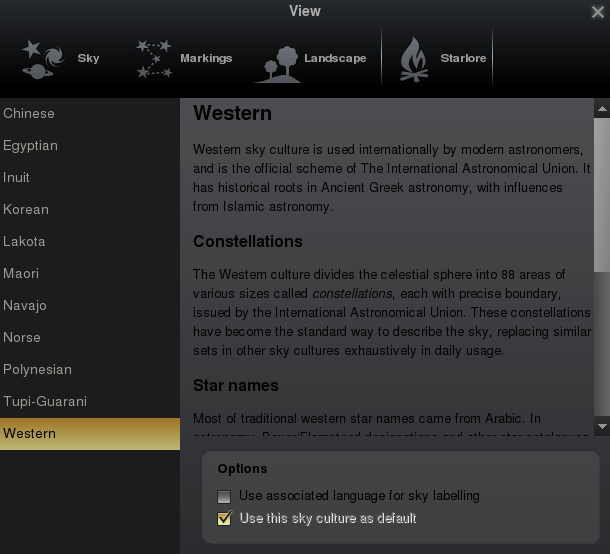 View
Sky
Markings
Landscape
Starlore
Chinese
Egyptian
Inuit
Korean
Lakota
Maori
Navajo
Norse
Polynesian
Tupi-Guarani
Western
Western
Western sky culture is used internationally by modern astronomers,
and is the official scheme of The International Astronomical Union. It
has historical roots in Ancient Greek astronomy, with influences
from Islamic astronomy.
Constellations
The Western culture divides the celestial sphere into 88 areas of
various sizes called constellations, each with precise boundary,
issued by the International Astronomical Union. These constellations
have become the standard way to describe the sky, replacing similar
sets in other sky cultures exhaustively in daily usage.
Star names
Most of traditional western star names came from Arabic. In
Options
Use associated language for sky labelling
Use this sky culture as default